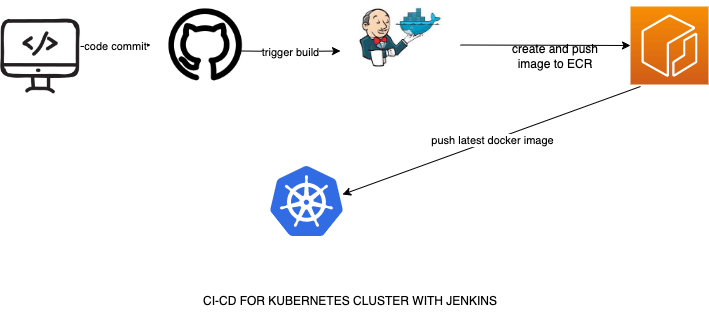 </>
code commit
trigger build
create and push
image to ECR
push latest docker image
CI-CD FOR KUBERNETES CLUSTER WITH JENKINS